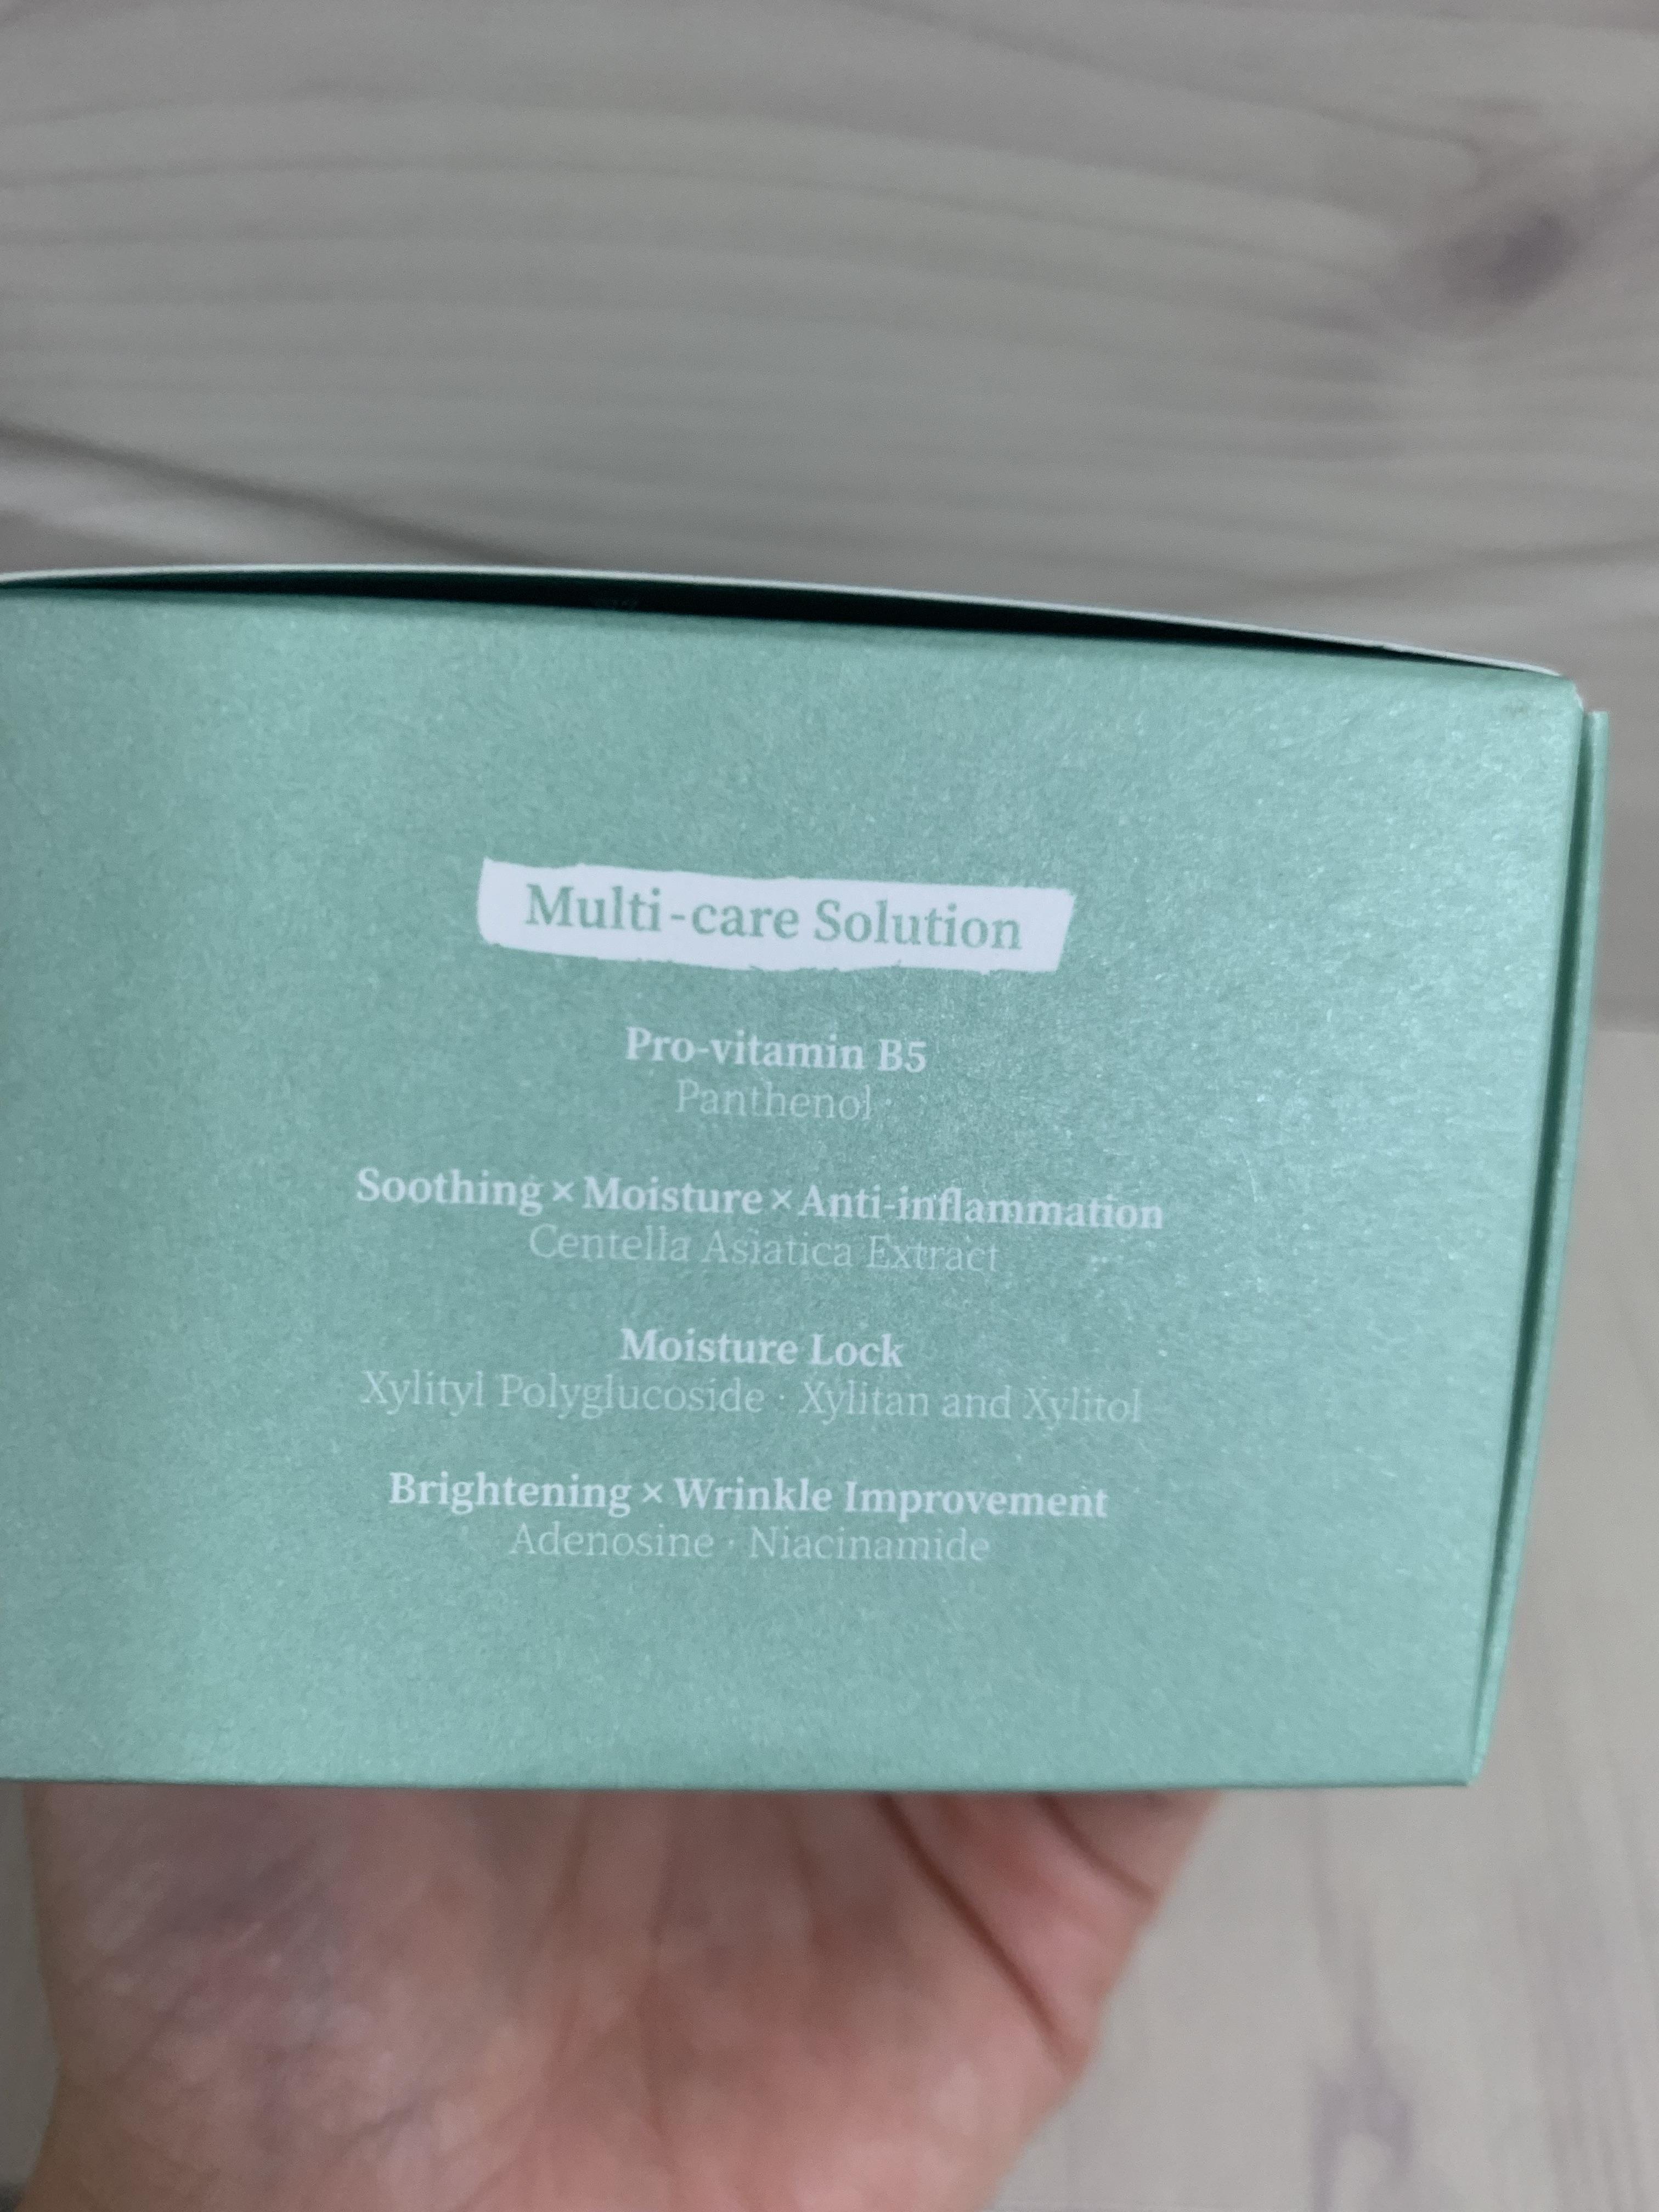 Multi-care Solution
Pro-vitamin B5
Panthenol
Soothing × Moisture × Anti-inflammation
Centella Asiatica Extract
Moisture Lock
Xylityl Polyglucoside · Xylitan and Xylitol
Brightening × Wrinkle Improvement
Adenosine · Niacinamide